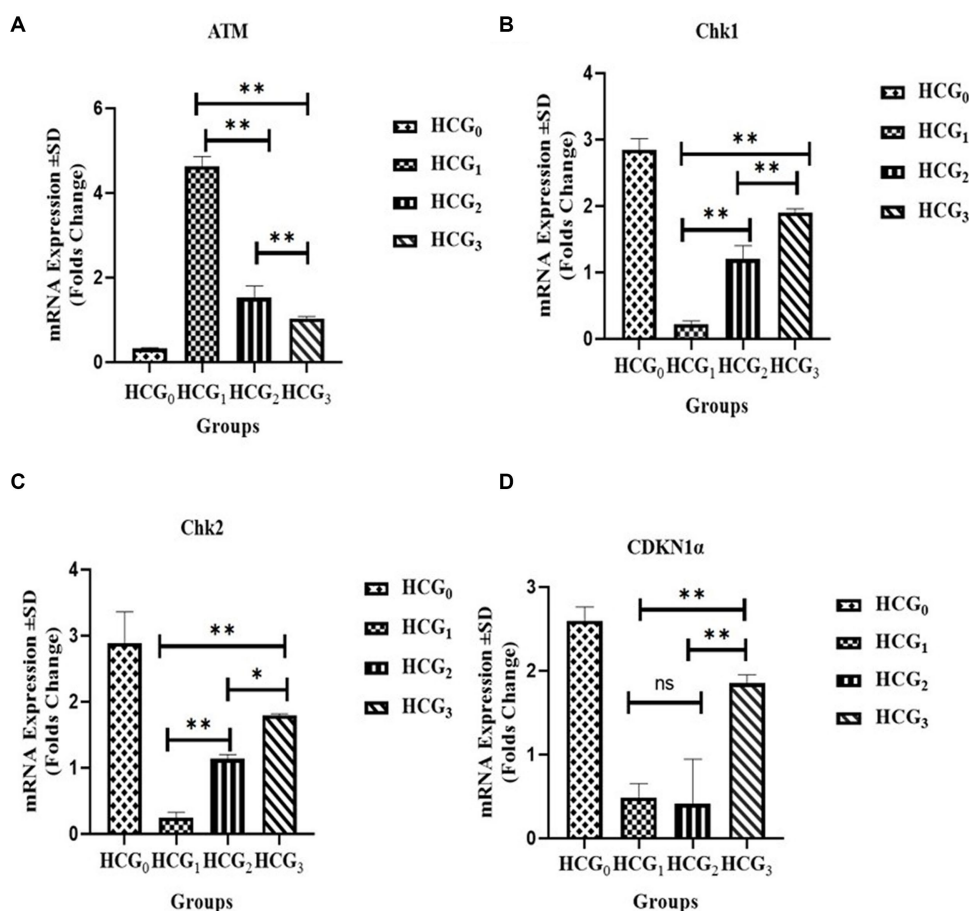 A
ATM
mRNA Expression ±SD
(Folds Change)
6
4
2
0
**
**
**
HCG₀ HCG₁ HCG₂ HCG₃
Groups
HCG₀
HCG₁
HCG₂
HCG₃
B
Chk1
mRNA Expression ±SD
(Folds Change)
4
3
2
1
0
**
**
**
HCG₀ HCG₁ HCG₂ HCG₃
Groups
HCG₀
HCG₁
HCG₂
HCG₃
C
Chk2
mRNA Expression ±SD
(Folds Change)
4
3
2
1
0
**
*
**
HCG₀ HCG₁ HCG₂ HCG₃
Groups
HCG₀
HCG₁
HCG₂
HCG₃
D
CDKN1α
mRNA Expression ±SD
(Folds Change)
3
2
1
0
**
**
ns
HCG₀ HCG₁ HCG₂ HCG₃
Groups
HCG₀
HCG₁
HCG₂
HCG₃